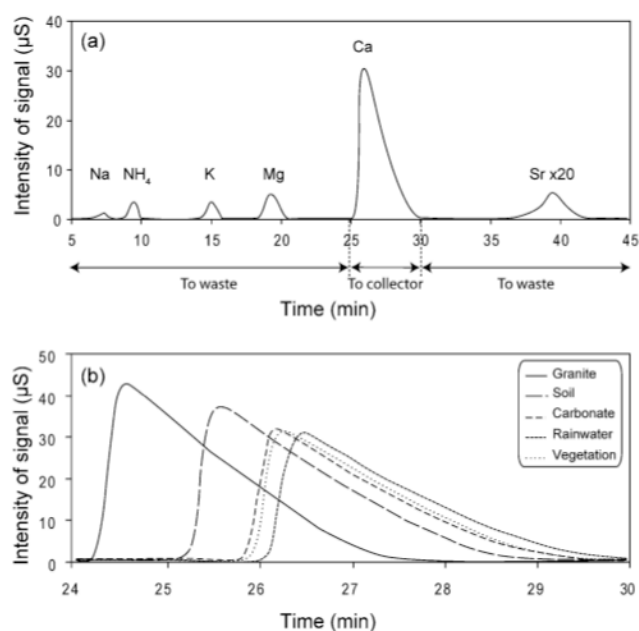 (a)
Intensity of signal (µS)
40
30
20
10
0
Na
NH4
K
Mg
Ca
Sr x20
5
10
15
20
25
30
35
40
45
To waste
To collector
To waste
Time (min)
(b)
Intensity of signal (µS)
50
40
30
20
10
0
Granite
Soil
Carbonate
Rainwater
Vegetation
24
25
26
27
28
29
30
Time (min)